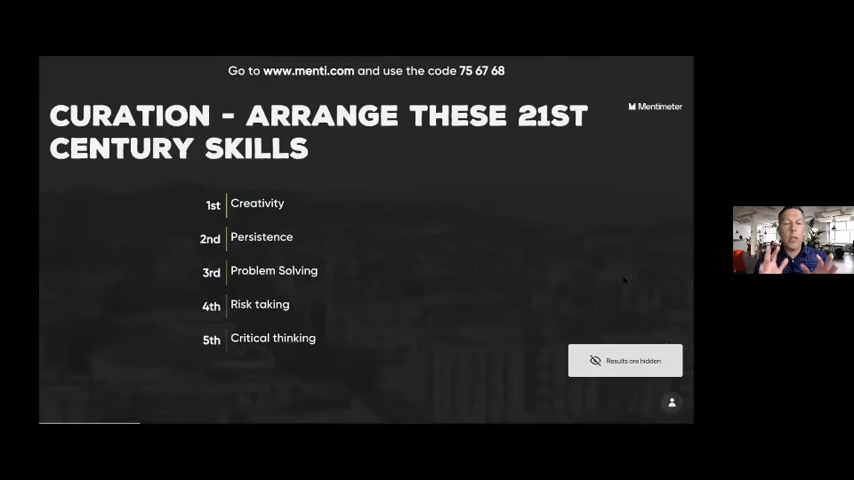 Go to www.menti.com and use the code 75 67 68
CURATION - ARRANGE THESE 21ST
CENTURY SKILLS
Mentimeter
1st Creativity
2nd Persistence
3rd Problem Solving
4th Risk taking
5th Critical thinking
Results are hidden